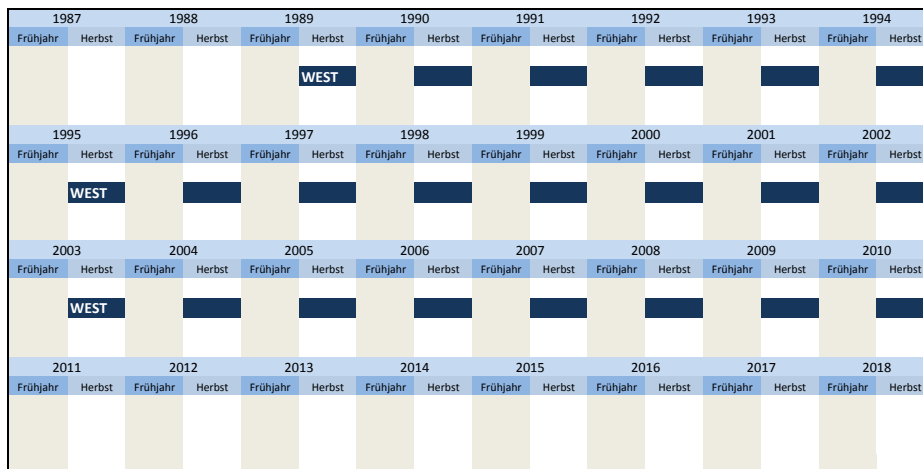 1987 1988 1989 1990 1991 1992 1993 1994
Frühjahr Herbst Frühjahr Herbst Frühjahr Herbst Frühjahr Herbst Frühjahr Herbst Frühjahr Herbst Frühjahr Herbst Frühjahr Herbst
WEST
1995 1996 1997 1998 1999 2000 2001 2002
Frühjahr Herbst Frühjahr Herbst Frühjahr Herbst Frühjahr Herbst Frühjahr Herbst Frühjahr Herbst Frühjahr Herbst Frühjahr Herbst
WEST
2003 2004 2005 2006 2007 2008 2009 2010
Frühjahr Herbst Frühjahr Herbst Frühjahr Herbst Frühjahr Herbst Frühjahr Herbst Frühjahr Herbst Frühjahr Herbst Frühjahr Herbst
WEST
2011 2012 2013 2014 2015 2016 2017 2018
Frühjahr Herbst Frühjahr Herbst Frühjahr Herbst Frühjahr Herbst Frühjahr Herbst Frühjahr Herbst Frühjahr Herbst Frühjahr Herbst